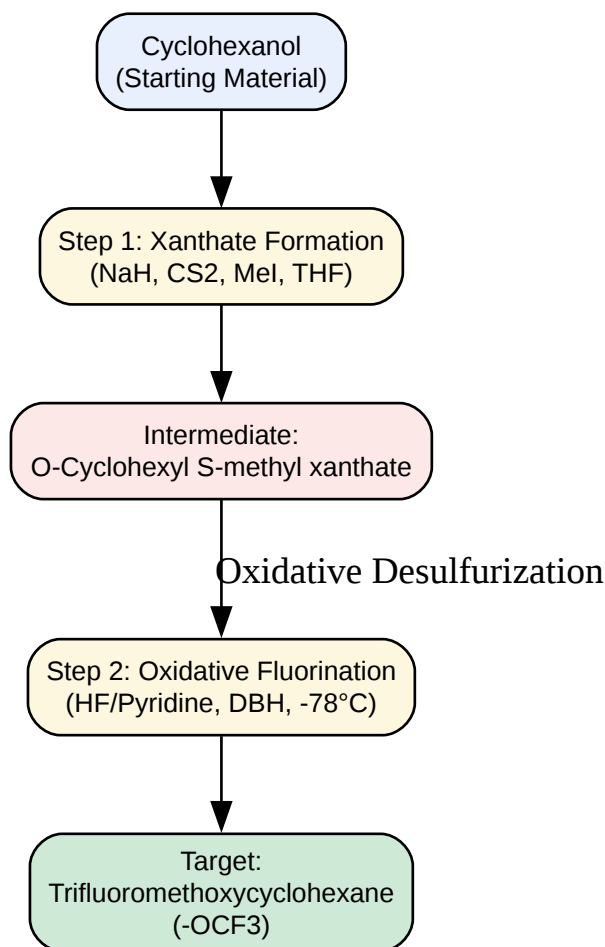 Cyclohexanol
(Starting Material)
Step 1: Xanthate Formation
(NaH, CS2, MeI, THF)
Intermediate:
O-Cyclohexyl S-methyl xanthate
Oxidative Desulfurization
Step 2: Oxidative Fluorination
(HF/Pyridine, DBH, -78°C)
Target:
Trifluoromethoxycyclohexane
(-OCF3)